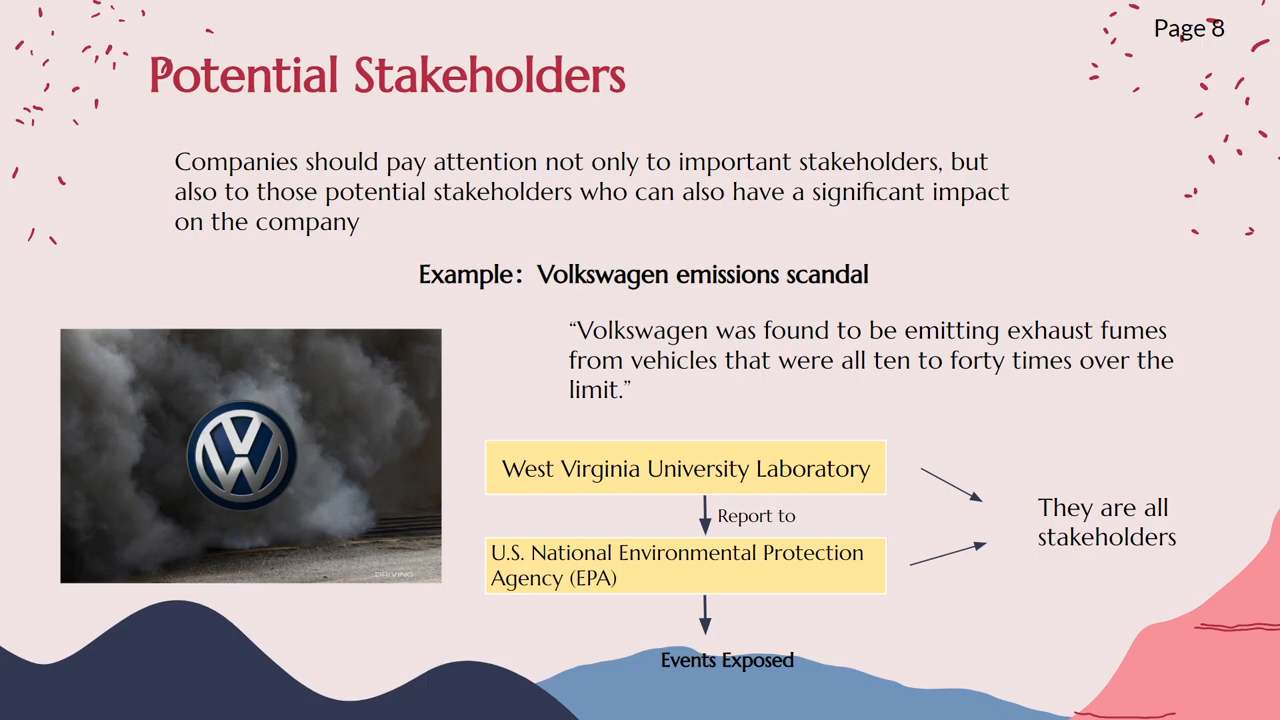 Page 8
Potential Stakeholders
Companies should pay attention not only to important stakeholders, but
also to those potential stakeholders who can also have a significant impact
on the company
Example： Volkswagen emissions scandal
“Volkswagen was found to be emitting exhaust fumes
from vehicles that were all ten to forty times over the
limit.”
West Virginia University Laboratory
Report to
U.S. National Environmental Protection
Agency (EPA)
They are all
stakeholders
Events Exposed
DRIVING